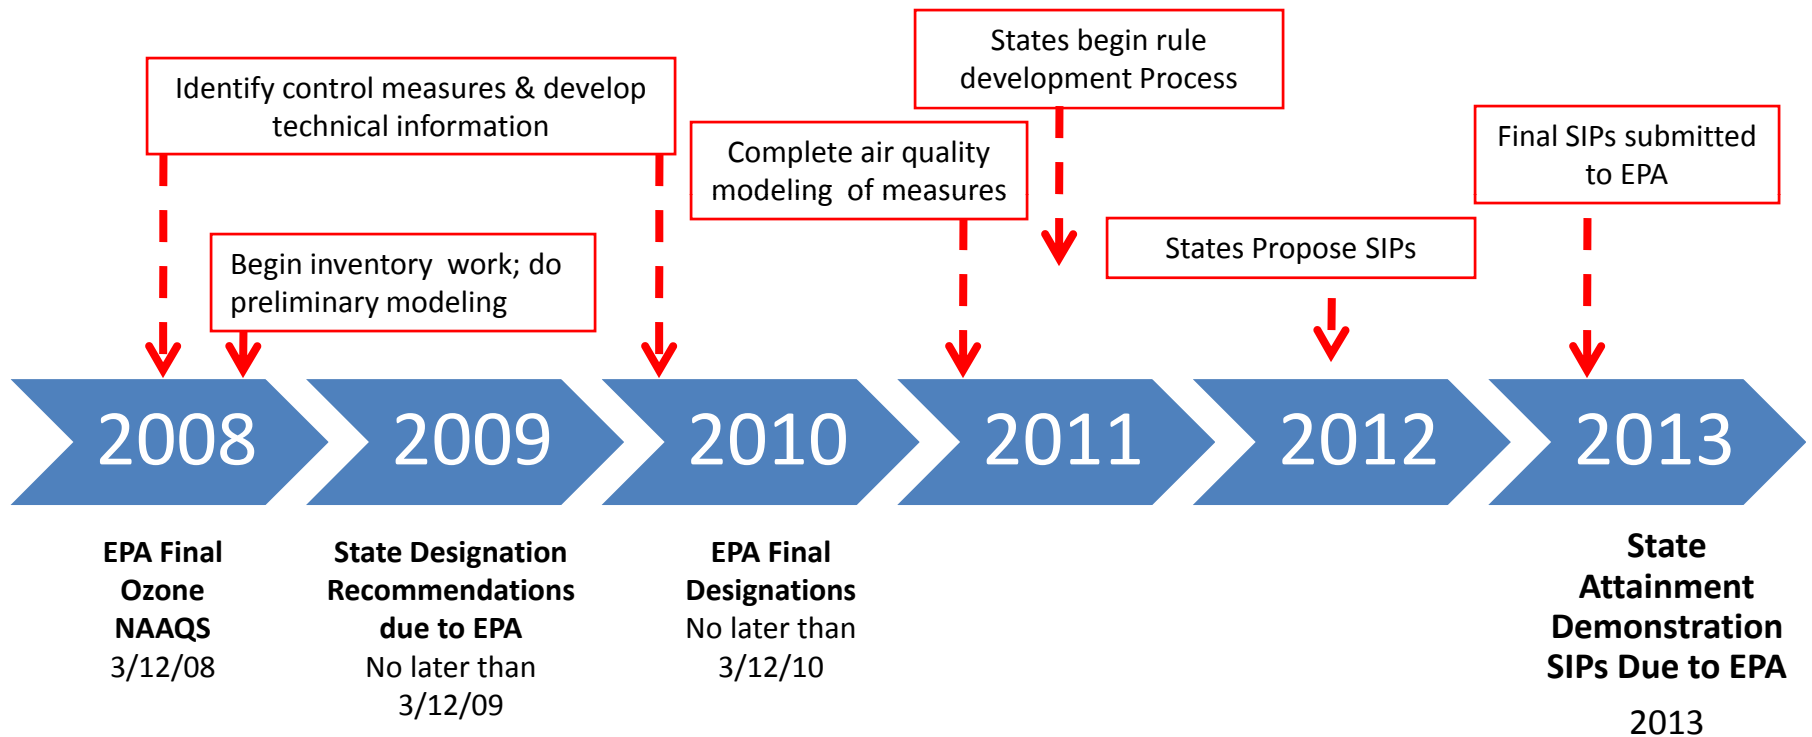 States begin rule
development Process
Identify control measures & develop
technical information
Complete air quality
modeling of measures
Final SIPs submitted
to EPA
Begin inventory work; do
preliminary modeling
States Propose SIPs
2008
2009
2010
2011
2012
2013
EPA Final
Ozone
NAAQS
3/12/08
State Designation
Recommendations
due to EPA
No later than
3/12/09
EPA Final
Designations
No later than
3/12/10
State
Attainment
Demonstration
SIPs Due to EPA
2013